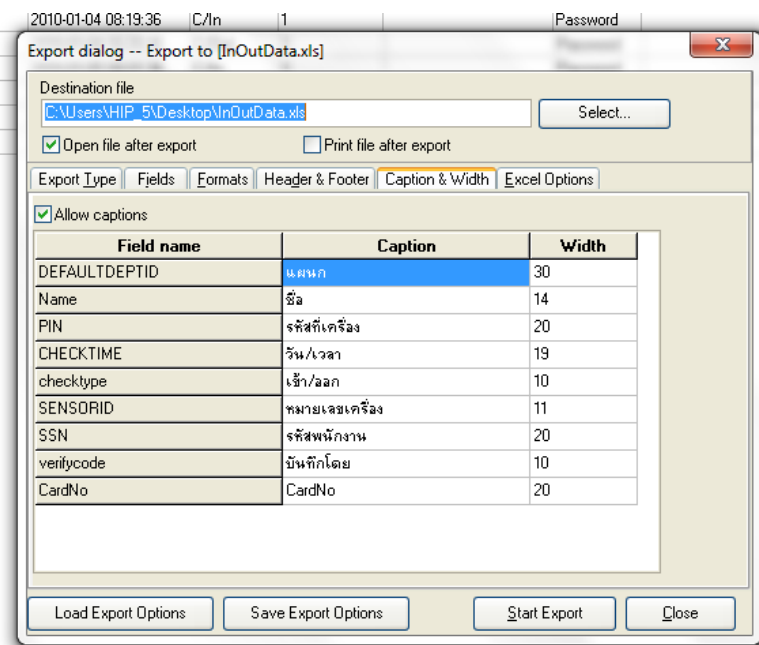 2010-01-04 08:19:36 C/In 1 Password
Export dialog -- Export to [InOutData.xls]
Destination file
C:\Users\HIP_5\Desktop\InOutData.xls Select...
Open file after export Print file after export
Export Type Fields Formats Header & Footer Caption & Width Excel Options
Allow captions
Field name Caption Width
DEFAULTDEPTID แผนก 30
Name ชื่อ 14
PIN รหัสที่เครื่อง 20
CHECKTIME วัน/เวลา 19
checktype เข้า/ออก 10
SENSORID หมายเลขเครื่อง 11
SSN รหัสพนักงาน 20
verifycode บันทึกโดย 10
CardNo CardNo 20
Load Export Options Save Export Options Start Export Close